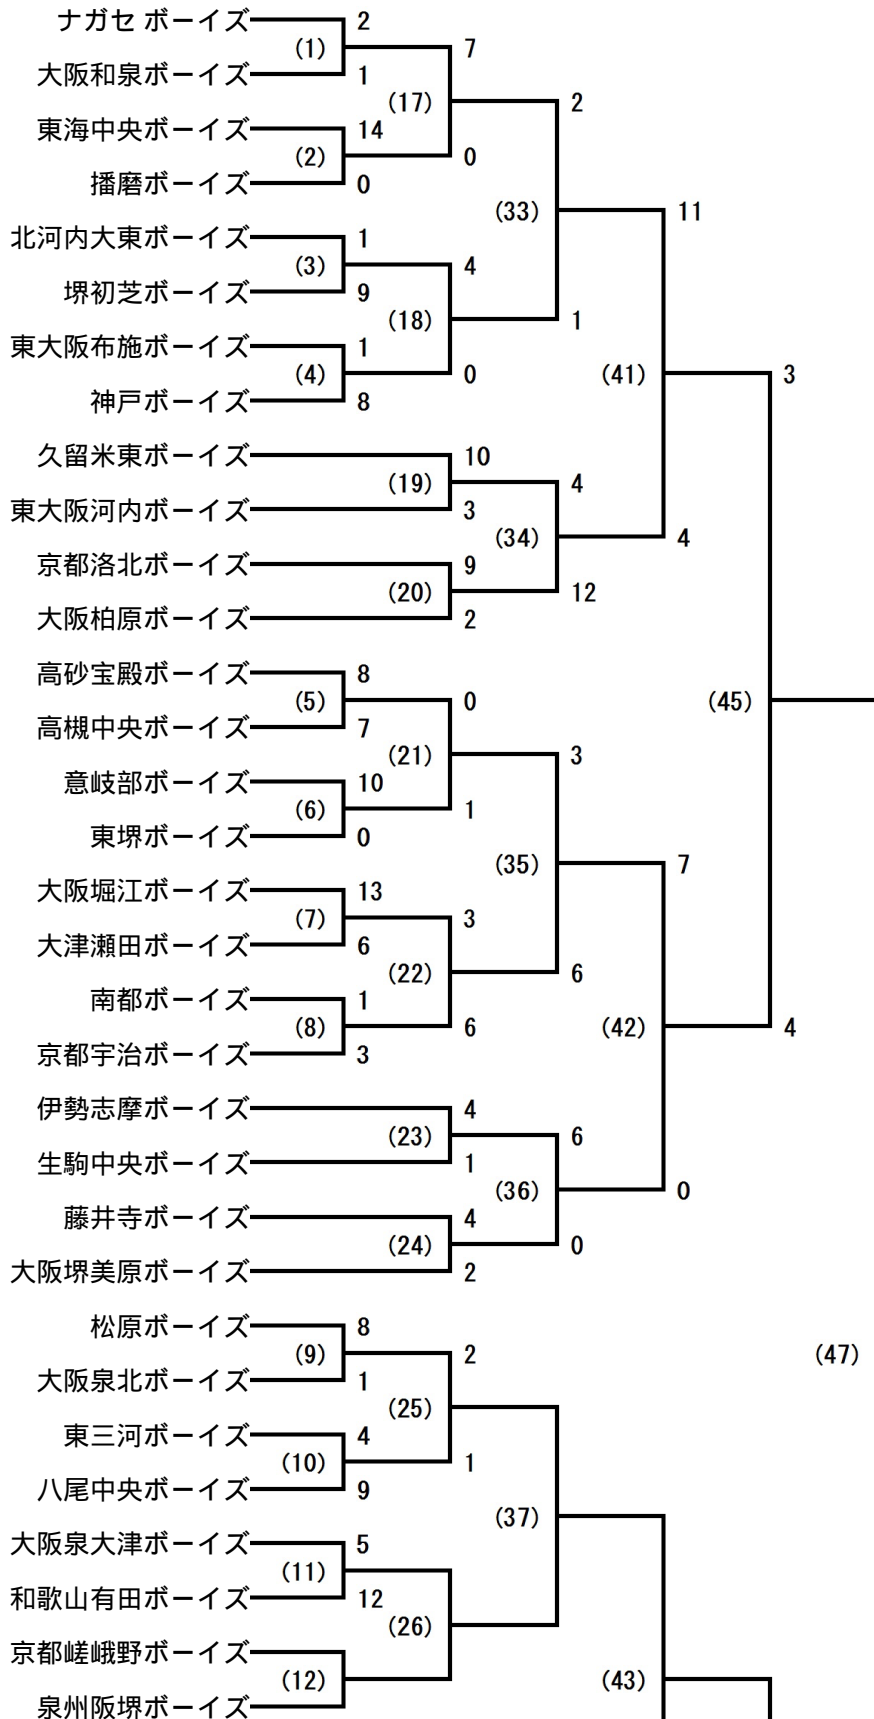 ナガセ ボーイズ 2
(1) 7
大阪和泉ボーイズ 1
(17) 2
東海中央ボーイズ 14
(2) 0
播磨ボーイズ 0
(33) 11
北河内大東ボーイズ 1
(3) 4
堺初芝ボーイズ 9
(18) 1
東大阪布施ボーイズ 1
(4) 0 (41) 3
神戸ボーイズ 8
久留米東ボーイズ 10
(19) 4
東大阪河内ボーイズ 3
(34) 4
京都洛北ボーイズ 9
(20) 12
大阪柏原ボーイズ 2
高砂宝殿ボーイズ 8
(5) 0 (45)
高槻中央ボーイズ 7
(21) 3
意岐部ボーイズ 10
(6) 1
東堺ボーイズ 0
(35) 7
大阪堀江ボーイズ 13
(7) 3
大津瀬田ボーイズ 6
(22) 6
南都ボーイズ 1
(8) 6 (42) 4
京都宇治ボーイズ 3
伊勢志摩ボーイズ 4
(23) 6
生駒中央ボーイズ 1
(36) 0
藤井寺ボーイズ 4
(24) 0
大阪堺美原ボーイズ 2
松原ボーイズ 8
(9) 2 (47)
大阪泉北ボーイズ 1
(25)
東三河ボーイズ 4
(10) 1
八尾中央ボーイズ 9
(37)
大阪泉大津ボーイズ 5
(11)
和歌山有田ボーイズ 12
(26)
京都嵯峨野ボーイズ
(12) (43)
泉州阪堺ボーイズ